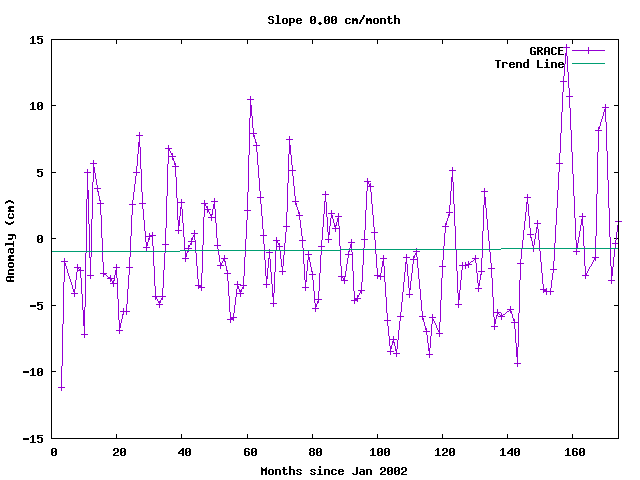 Slope 0.00 cm/month
GRACE
Trend Line
15
10
5
0
-5
-10
-15
Anomaly (cm)
0 20 40 60 80 100 120 140 160
Months since Jan 2002